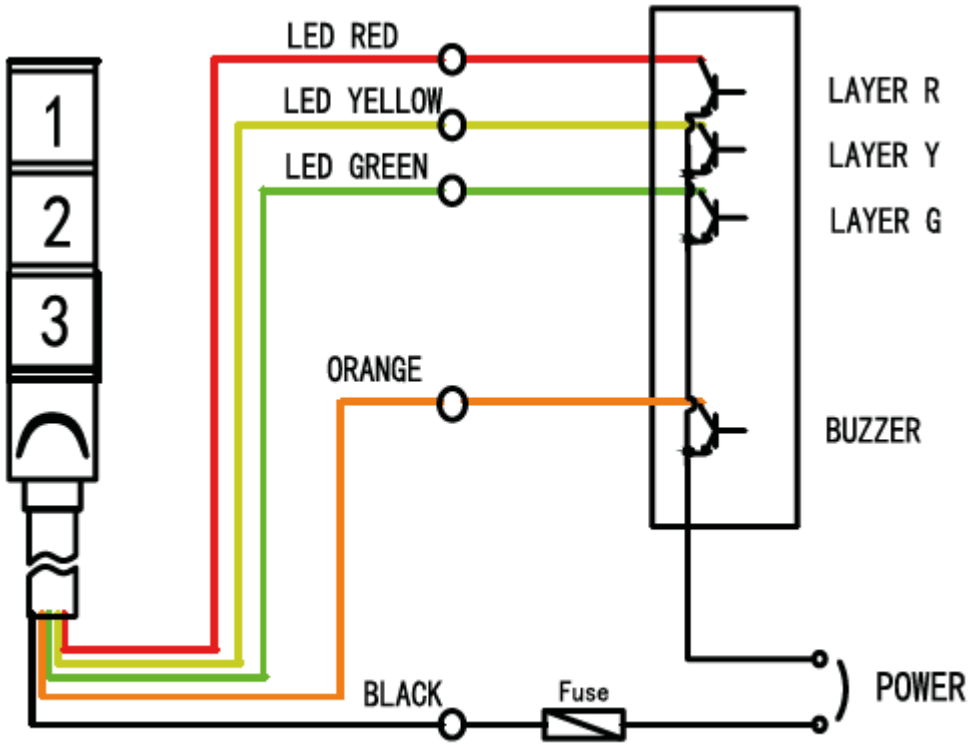 LED RED
LED YELLOW
LED GREEN
ORANGE
BLACK
Fuse
1
2
3
LAYER R
LAYER Y
LAYER G
BUZZER
POWER